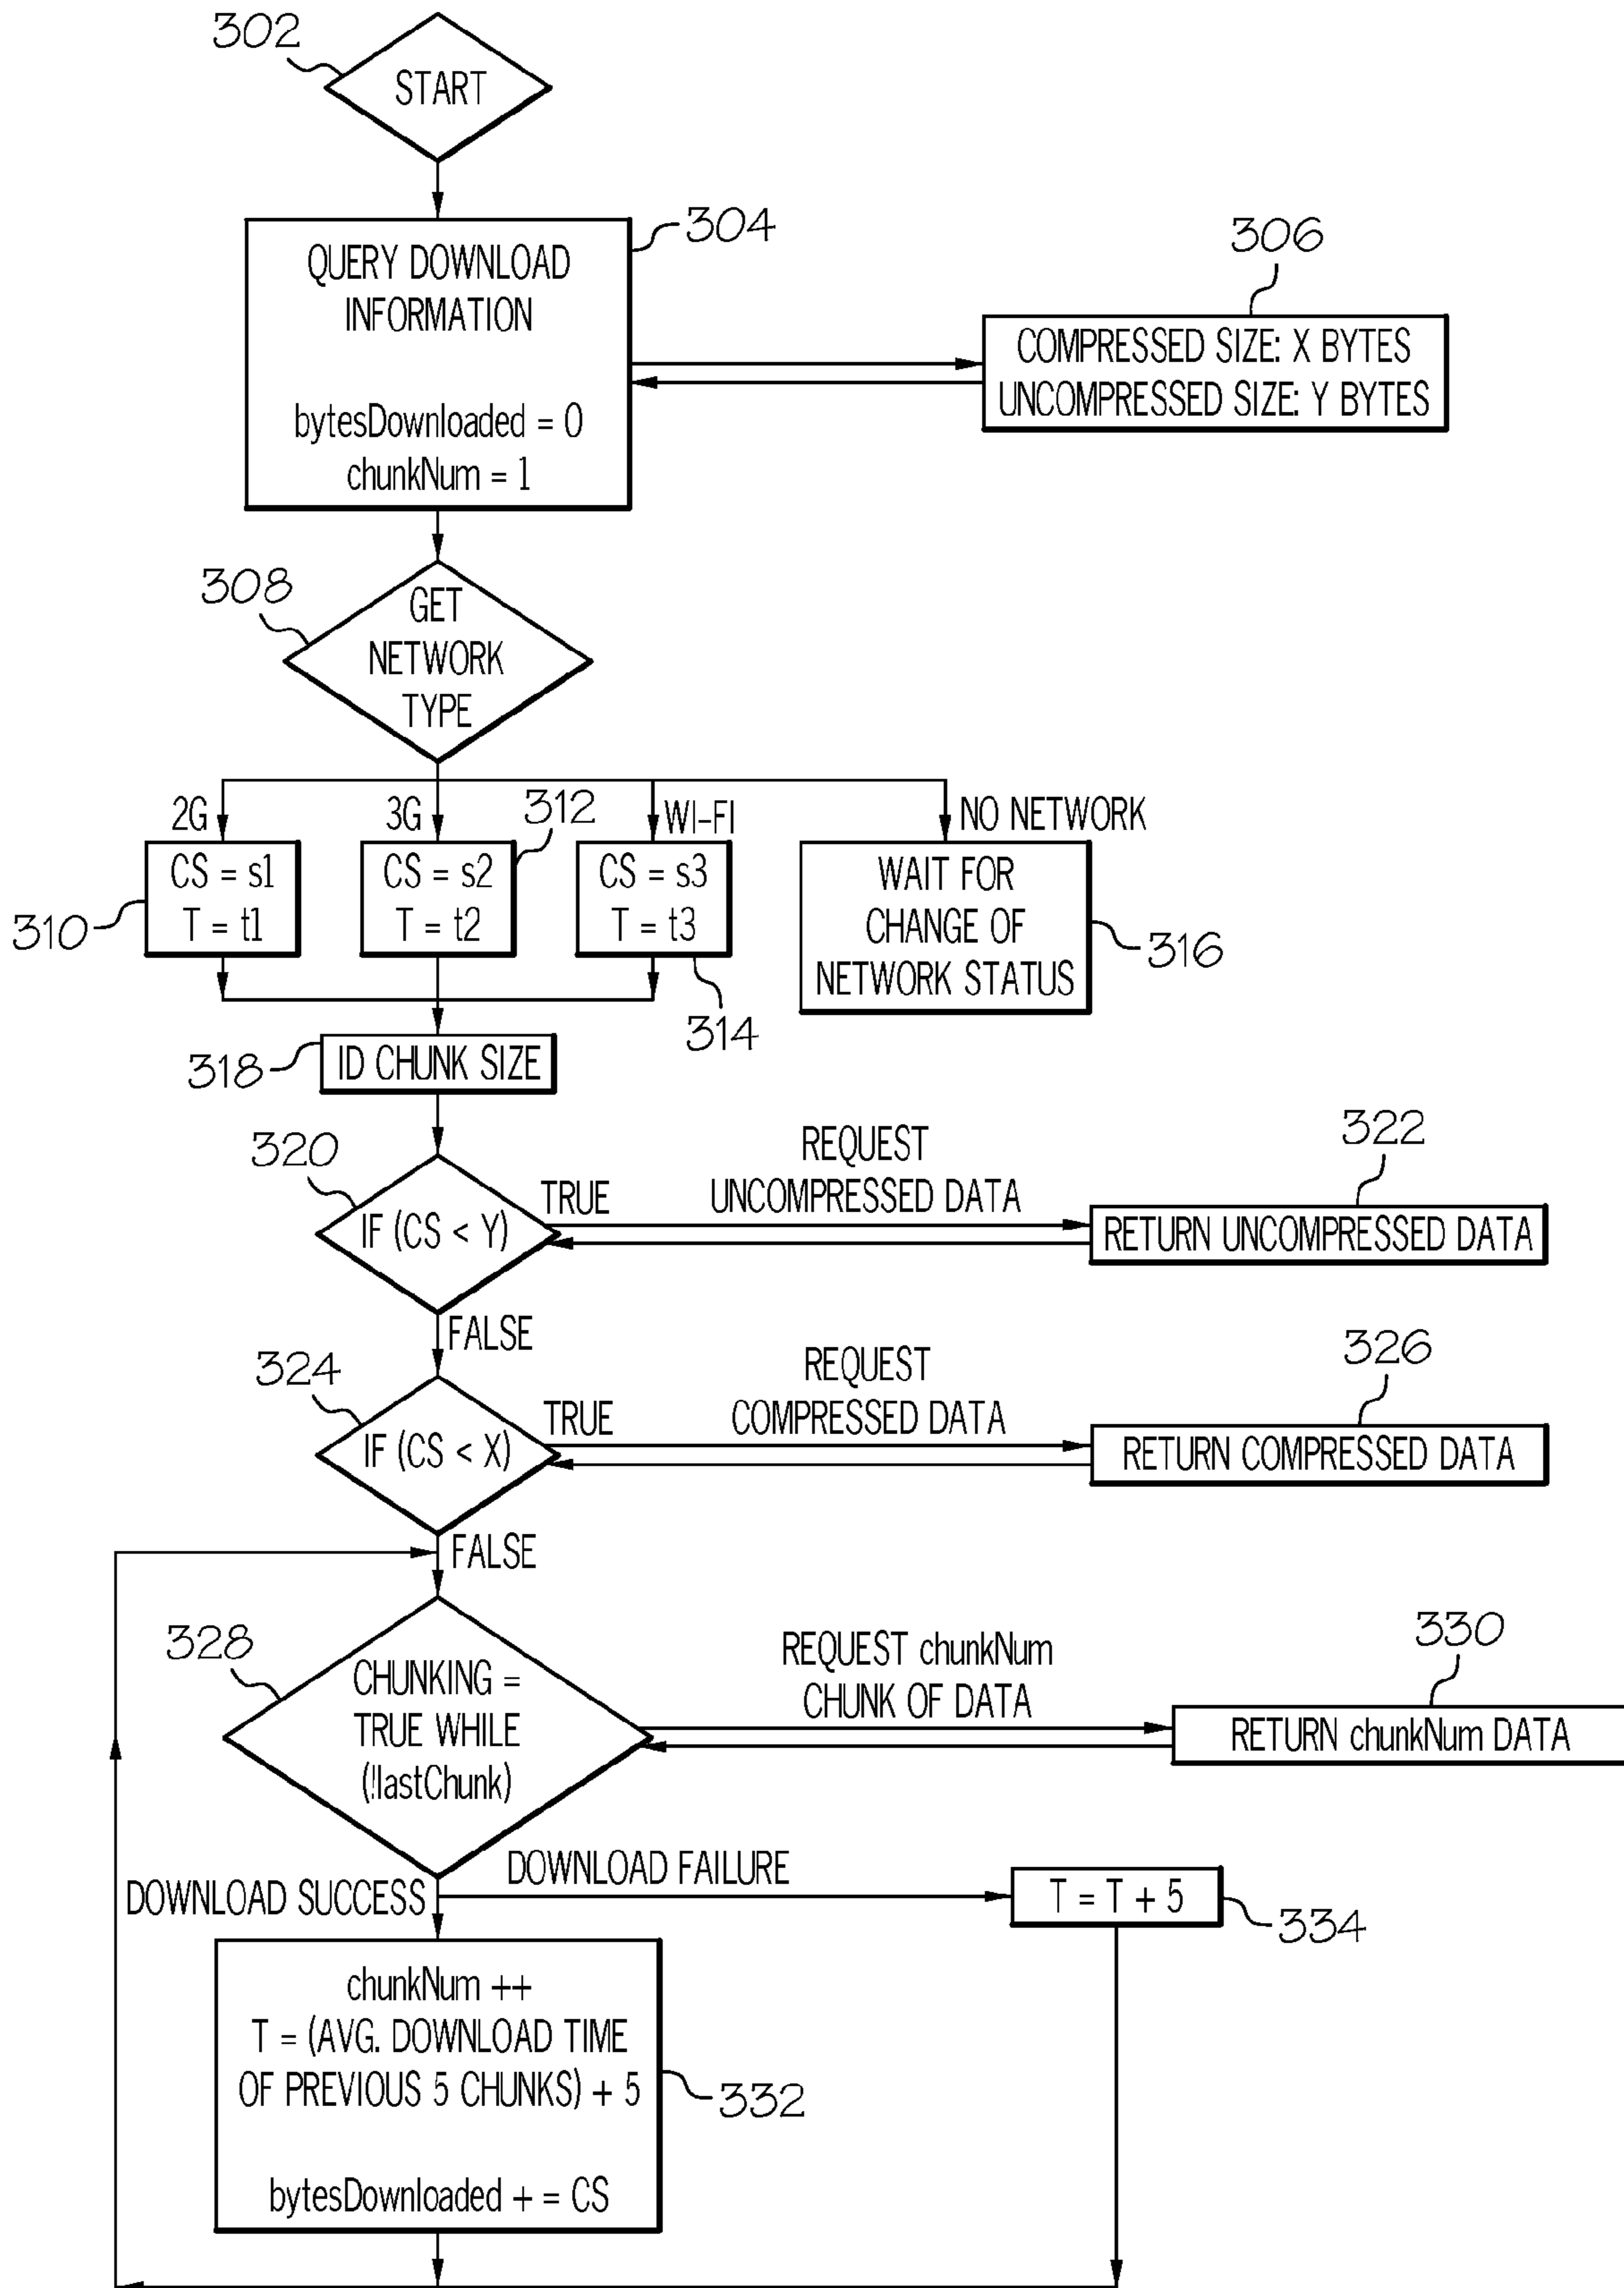 302
START
304
QUERY DOWNLOAD
INFORMATION
bytesDownloaded = 0
chunkNum = 1
306
COMPRESSED SIZE: X BYTES
UNCOMPRESSED SIZE: Y BYTES
308
GET
NETWORK
TYPE
2G
3G
312
WI-FI
NO NETWORK
CS = s1
T = t1
310
CS = s2
T = t2
CS = s3
T = t3
314
WAIT FOR
CHANGE OF
NETWORK STATUS
316
318
ID CHUNK SIZE
320
IF (CS < Y)
TRUE
REQUEST
UNCOMPRESSED DATA
322
RETURN UNCOMPRESSED DATA
FALSE
324
IF (CS < X)
TRUE
REQUEST
COMPRESSED DATA
326
RETURN COMPRESSED DATA
FALSE
328
CHUNKING =
TRUE WHILE
(!lastChunk)
REQUEST chunkNum
CHUNK OF DATA
330
RETURN chunkNum DATA
DOWNLOAD SUCCESS
DOWNLOAD FAILURE
T = T + 5
334
chunkNum ++
T = (AVG. DOWNLOAD TIME
OF PREVIOUS 5 CHUNKS) + 5
bytesDownloaded + = CS
332